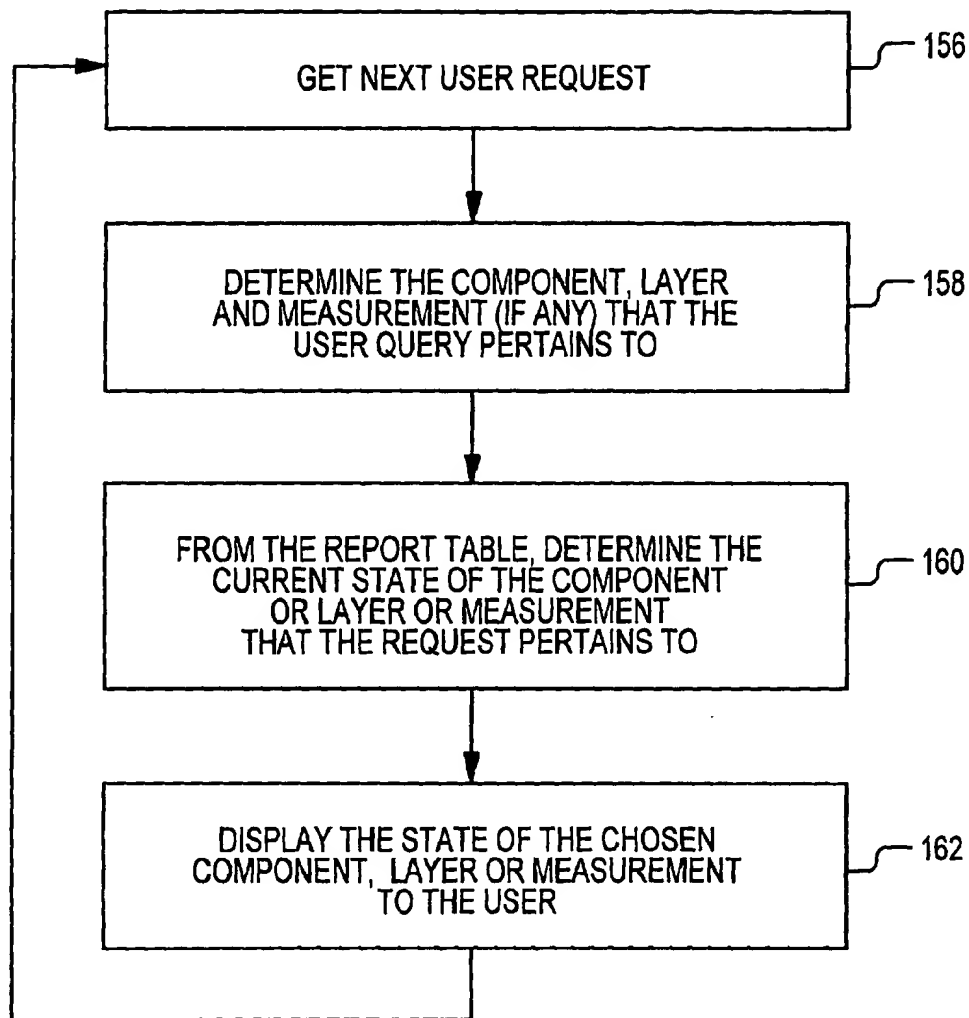 GET NEXT USER REQUEST
156
DETERMINE THE COMPONENT, LAYER
AND MEASUREMENT (IF ANY) THAT THE
USER QUERY PERTAINS TO
158
FROM THE REPORT TABLE, DETERMINE THE
CURRENT STATE OF THE COMPONENT
OR LAYER OR MEASUREMENT
THAT THE REQUEST PERTAINS TO
160
DISPLAY THE STATE OF THE CHOSEN
COMPONENT, LAYER OR MEASUREMENT
TO THE USER
162